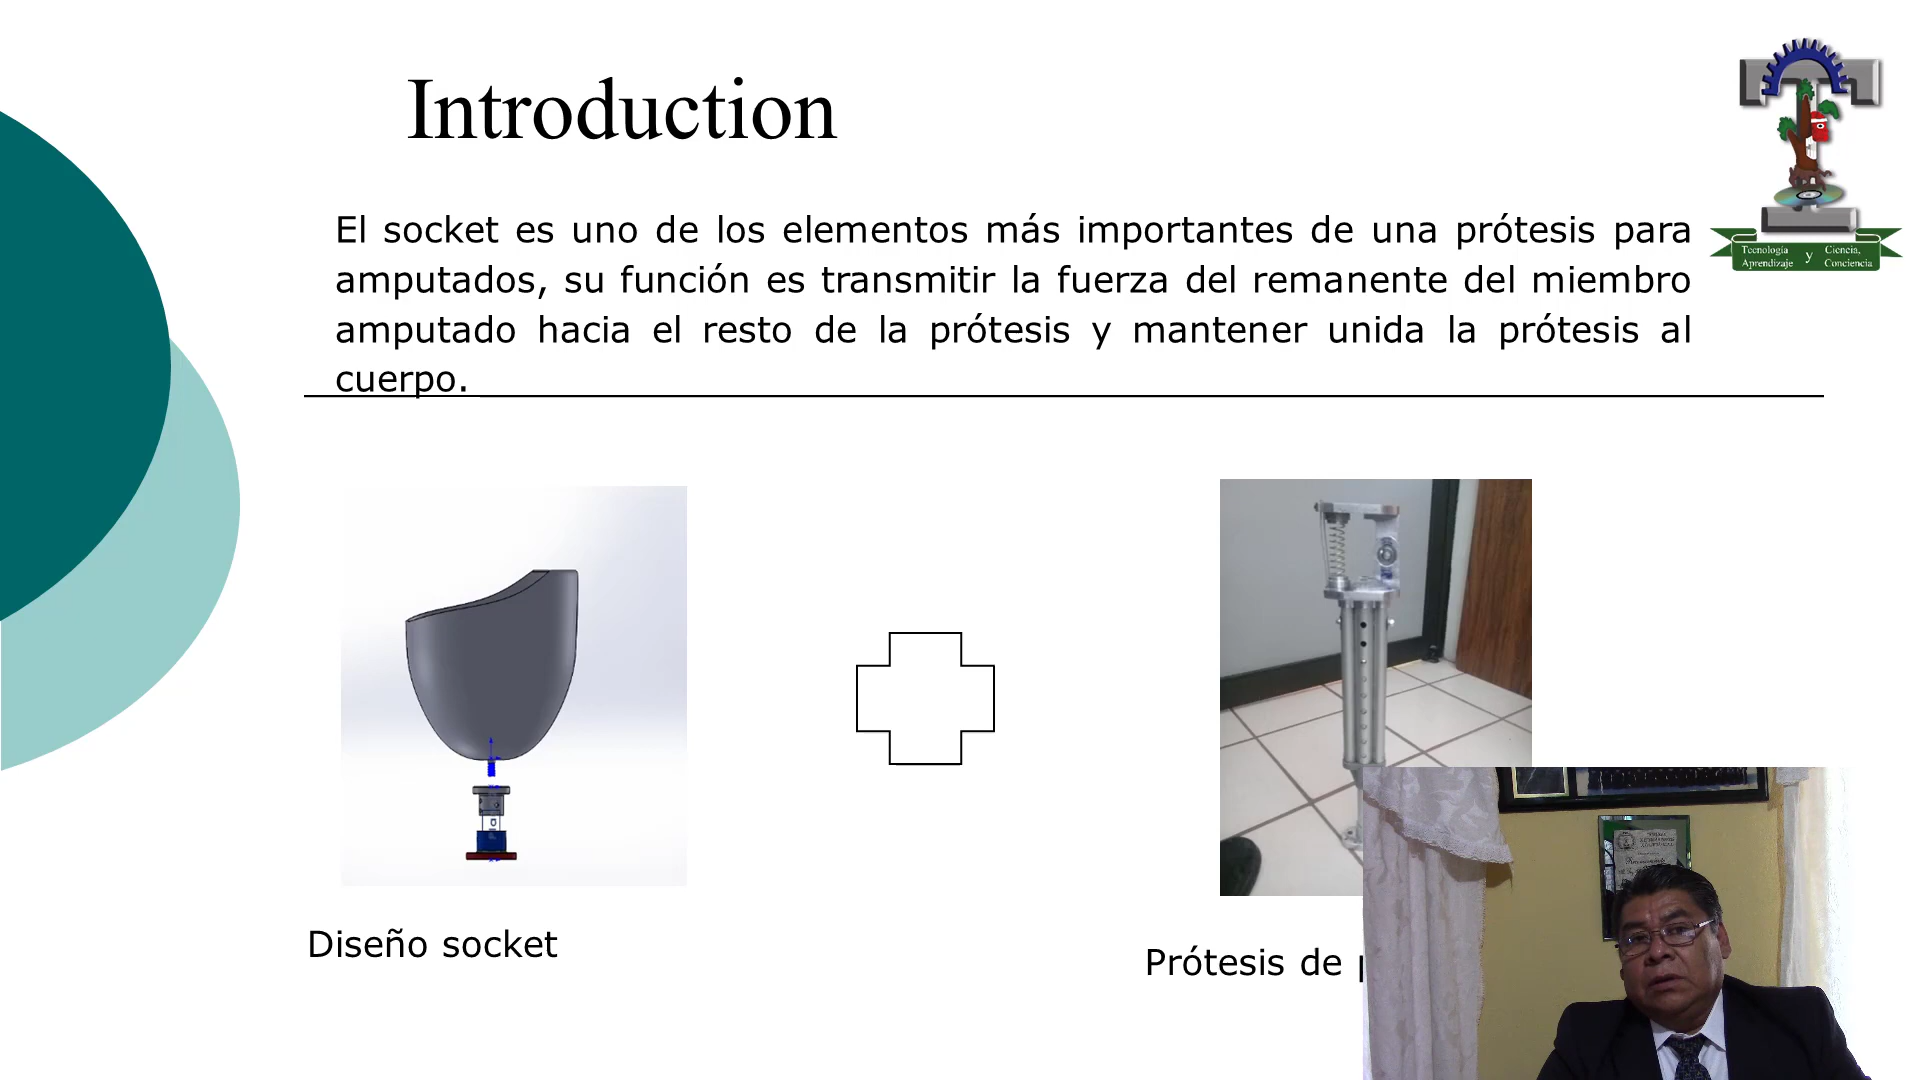 Introduction
El socket es uno de los elementos más importantes de una prótesis para
amputados, su función es transmitir la fuerza del remanente del miembro
amputado hacia el resto de la prótesis y mantener unida la prótesis al
cuerpo.
Tecnología y Ciencia,
Aprendizaje Conciencia
Diseño socket
Prótesis de